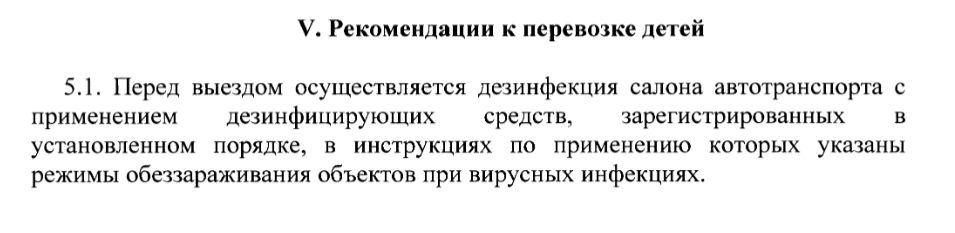 V. Рекомендации к перевозке детей
5.1. Перед выездом осуществляется дезинфекция салона автотранспорта с
применением дезинфицирующих средств, зарегистрированных в
установленном порядке, в инструкциях по применению которых указаны
режимы обеззараживания объектов при вирусных инфекциях.